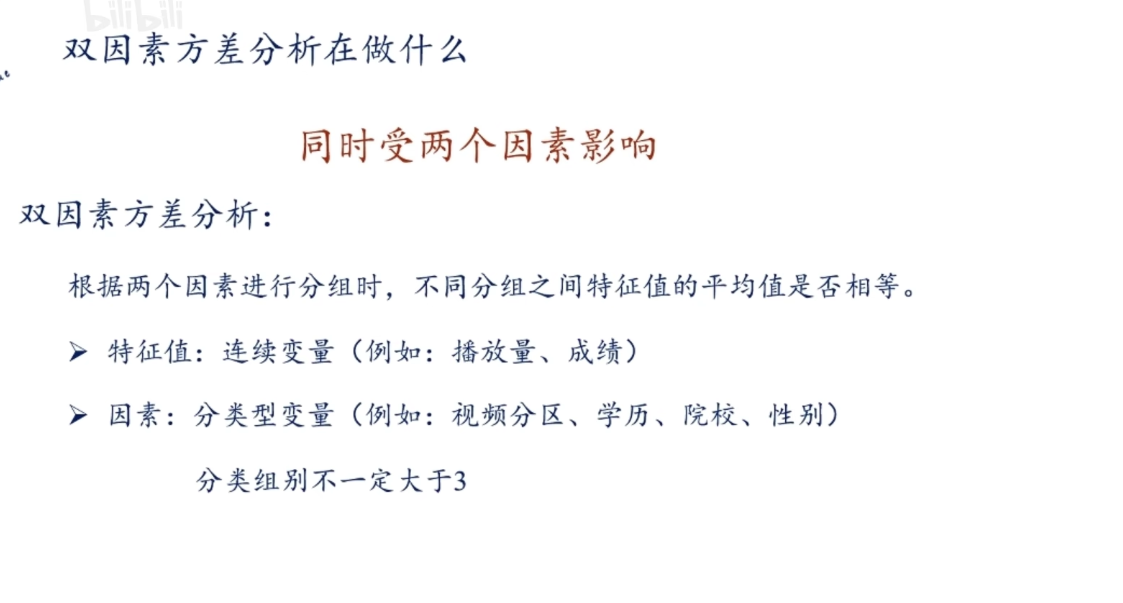 bilibili
双因素方差分析在做什么
同时受两个因素影响
双因素方差分析：
根据两个因素进行分组时，不同分组之间特征值的平均值是否相等。
➢ 特征值：连续变量（例如：播放量、成绩）
➢ 因素：分类型变量（例如：视频分区、学历、院校、性别）
分类组别不一定大于3